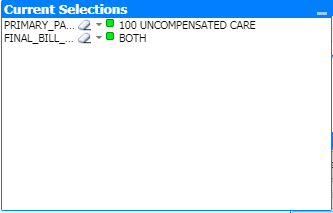 Current Selections
PRIMARY_PA... 100 UNCOMPENSATED CARE
FINAL_BILL_... BOTH